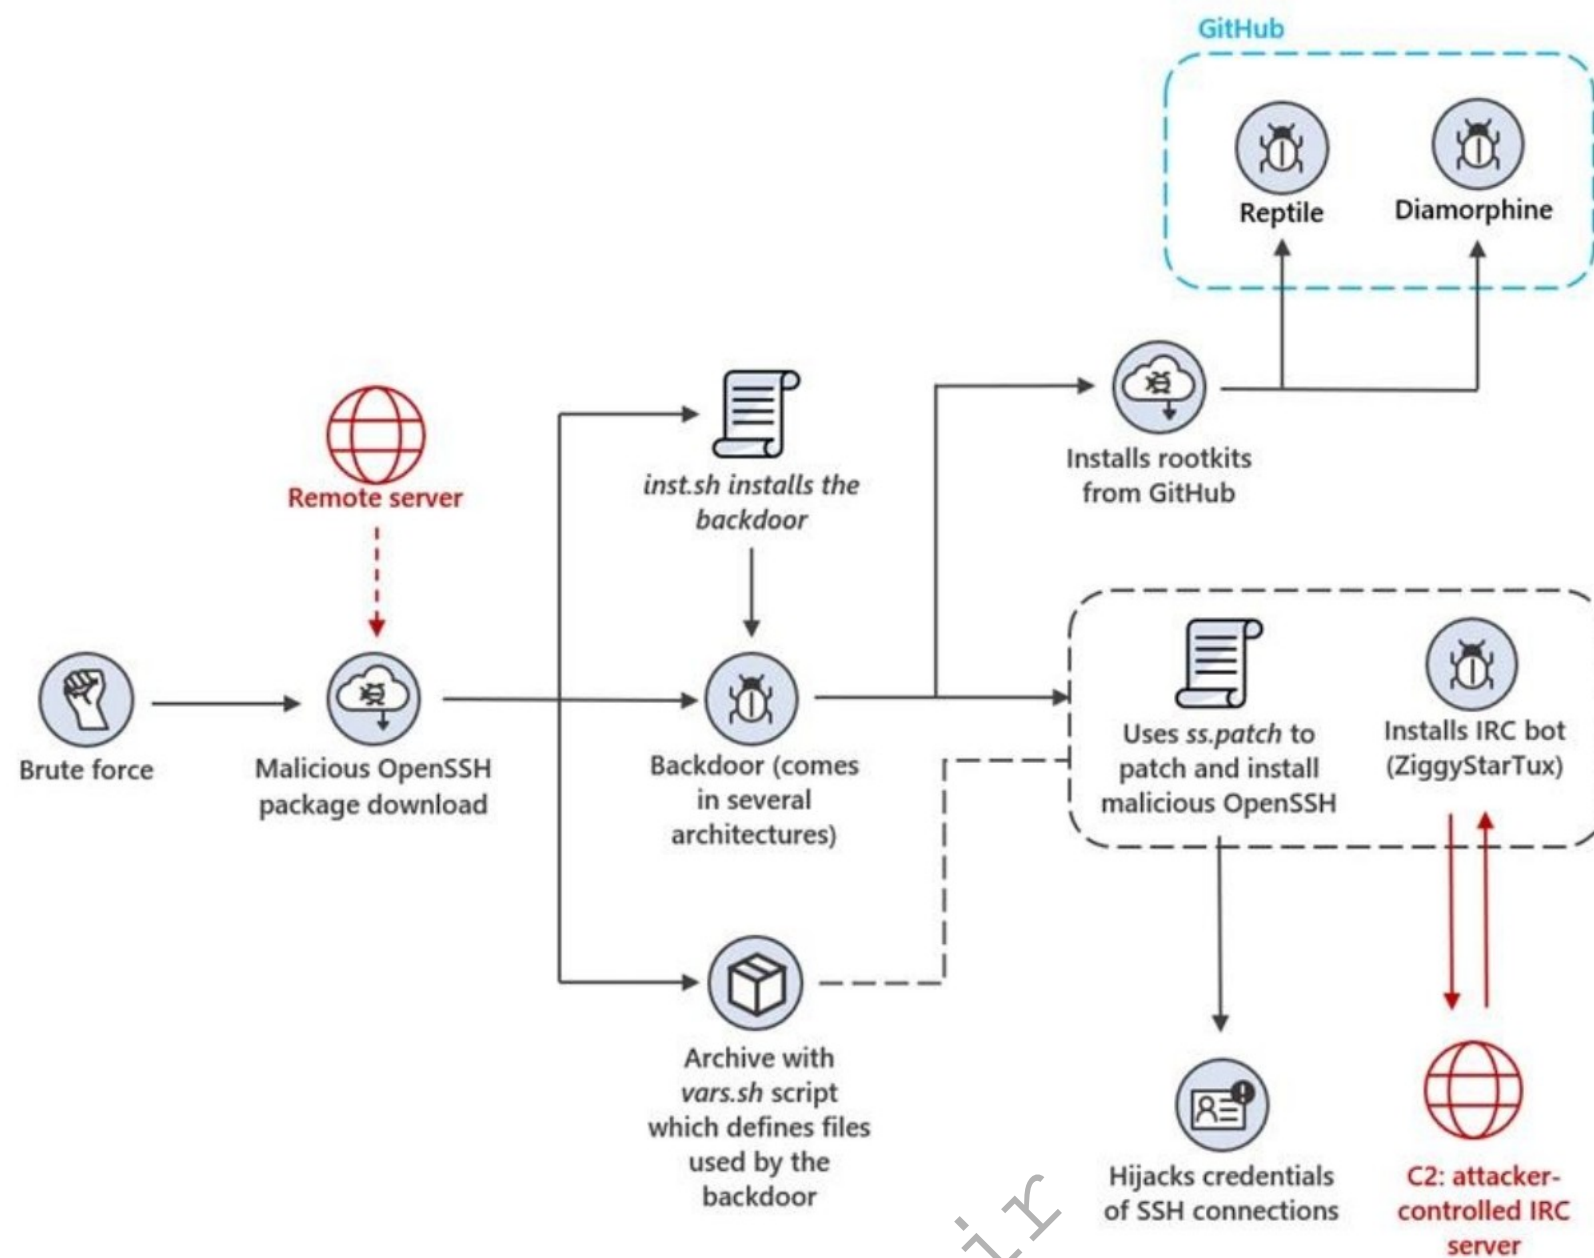 GitHub
Reptile
Diamorphine
Remote server
inst.sh installs the
backdoor
Installs rootkits
from GitHub
Brute force
Malicious OpenSSH
package download
Backdoor (comes
in several
architectures)
Uses ss.patch to
patch and install
malicious OpenSSH
Installs IRC bot
(ZiggyStarTux)
Archive with
vars.sh script
which defines files
used by the
backdoor
Hijacks credentials
of SSH connections
C2: attacker-
controlled IRC
server
ir